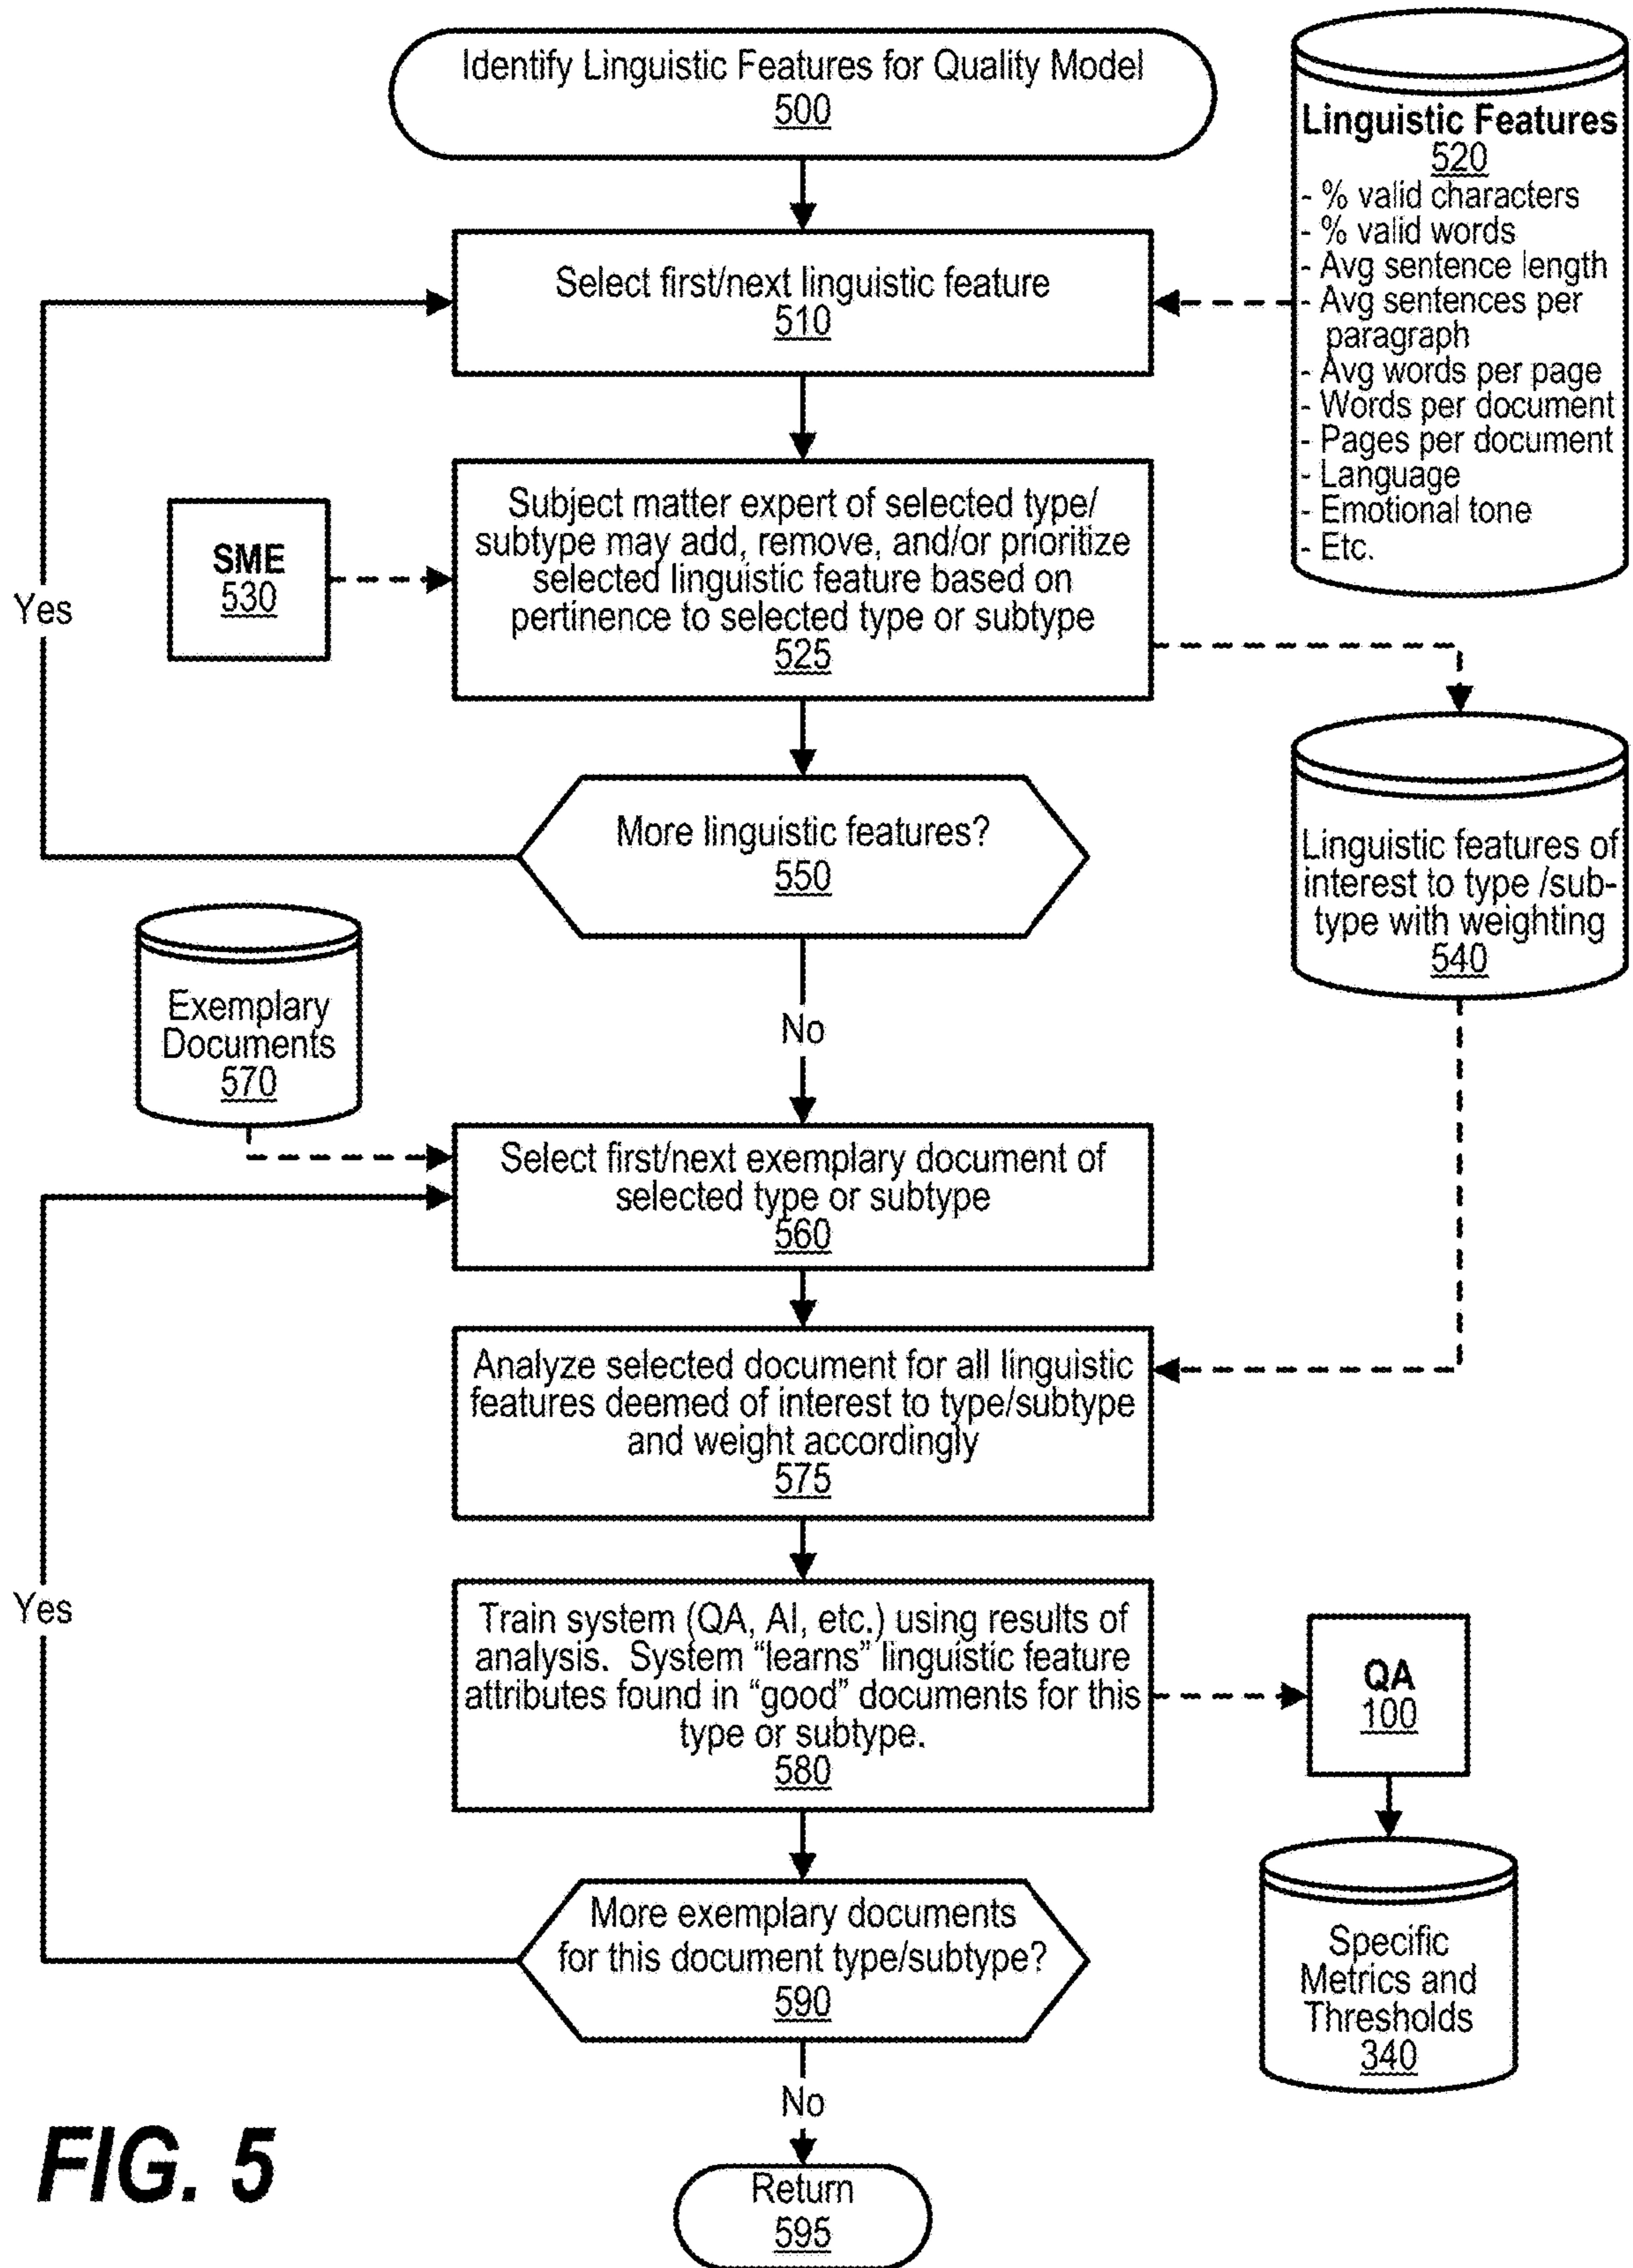 Identify Linguistic Features for Quality Model
500
Linguistic Features
520
- % valid characters
- % valid words
- Avg sentence length
- Avg sentences per
paragraph
- Avg words per page
- Words per document
- Pages per document
- Language
- Emotional tone
- Etc.
Select first/next linguistic feature
510
Subject matter expert of selected type/
subtype may add, remove, and/or prioritize
selected linguistic feature based on
pertinence to selected type or subtype
525
SME
530
Yes
More linguistic features?
550
Linguistic features of
interest to type /sub-
type with weighting
540
Exemplary
Documents
570
No
Select first/next exemplary document of
selected type or subtype
560
Analyze selected document for all linguistic
features deemed of interest to type/subtype
and weight accordingly
575
Yes
Train system (QA, AI, etc.) using results of
analysis. System “learns” linguistic feature
attributes found in “good” documents for this
type or subtype.
580
QA
100
More exemplary documents
for this document type/subtype?
590
Specific
Metrics and
Thresholds
340
No
FIG. 5
Return
595